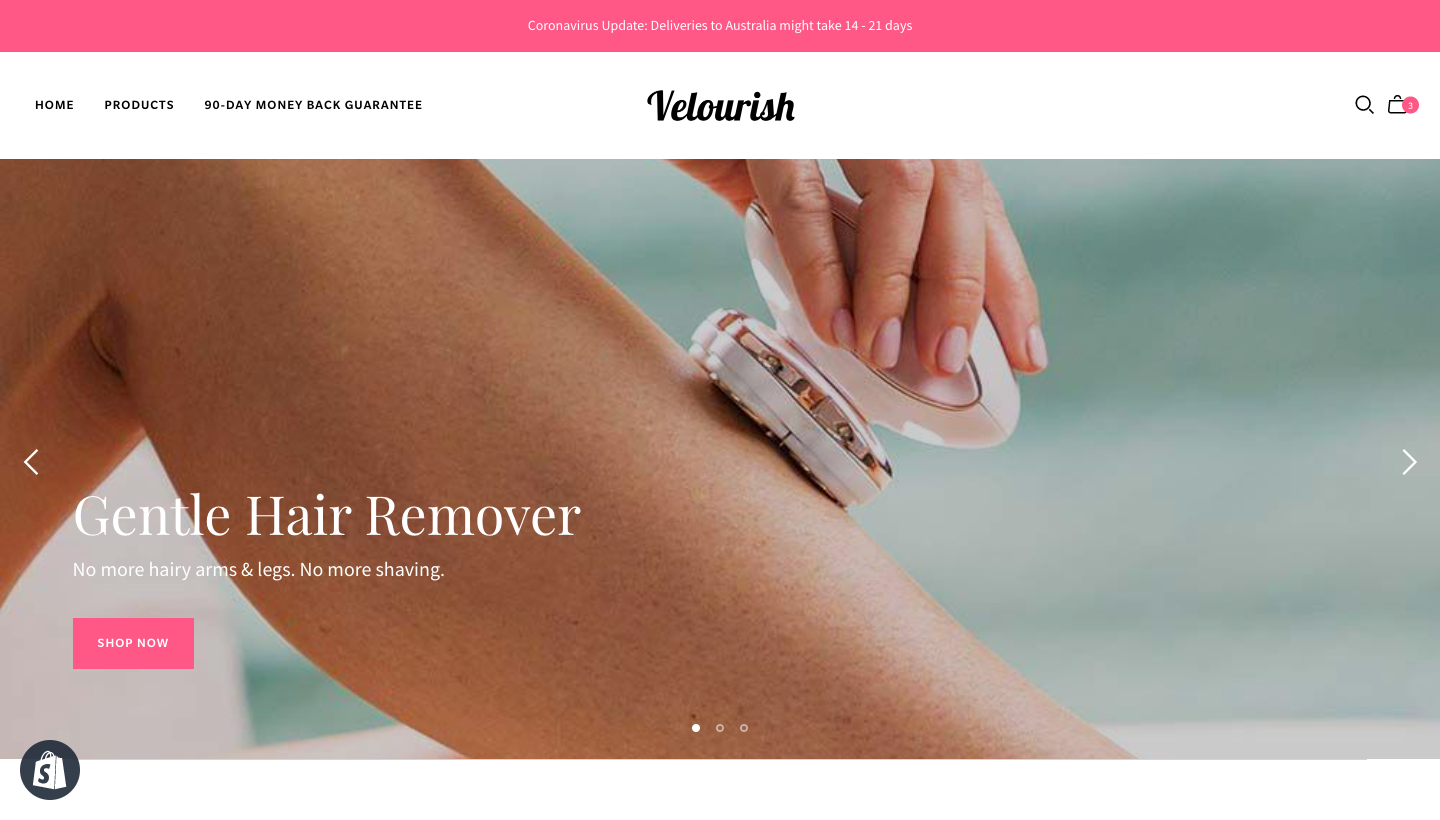 Coronavirus Update: Deliveries to Australia might take 14 - 21 days
HOME PRODUCTS 90-DAY MONEY BACK GUARANTEE
Velourish
3
Gentle Hair Remover
No more hairy arms & legs. No more shaving.
SHOP NOW
S